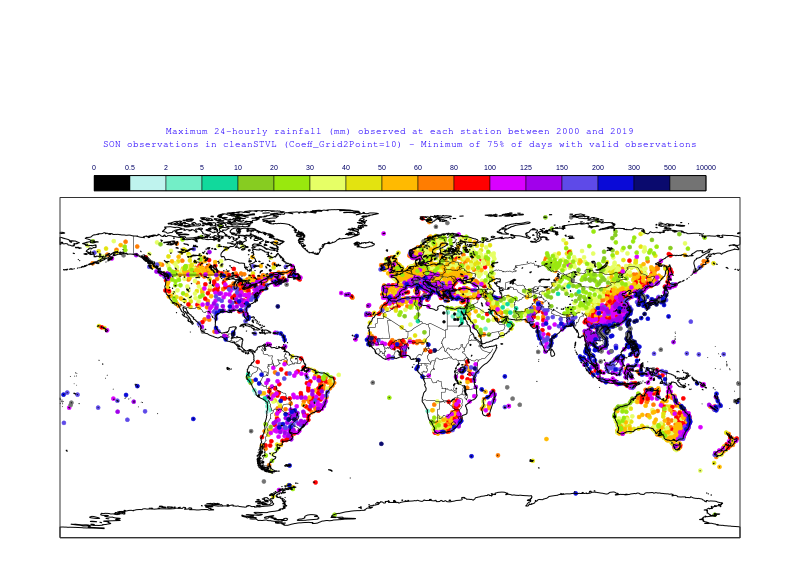 Maximum 24-hourly rainfall (mm) observed at each station between 2000 and 2019
SON observations in cleanSTVL (Coeff_Grid2Point=10) - Minimum of 75% of days with valid observations
0 0.5 2 5 10 20 30 40 60 80 100 125 150 200 300 500 10000